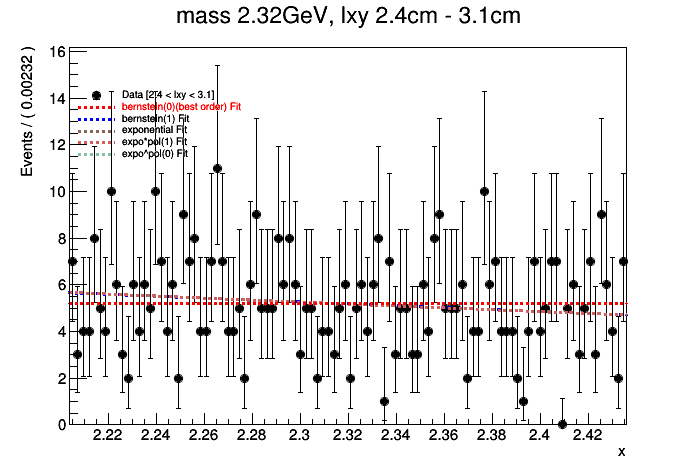 mass 2.32GeV, lxy 2.4cm - 3.1cm
Events / ( 0.00232 )
16
14
12
10
8
6
4
2
0
Data [2.4 < lxy < 3.1]
bernstein(0)(best order) Fit
bernstein(1) Fit
exponential Fit
expo*pol(1) Fit
expo^pol(0) Fit
2.22 2.24 2.26 2.28 2.3 2.32 2.34 2.36 2.38 2.4 2.42
x